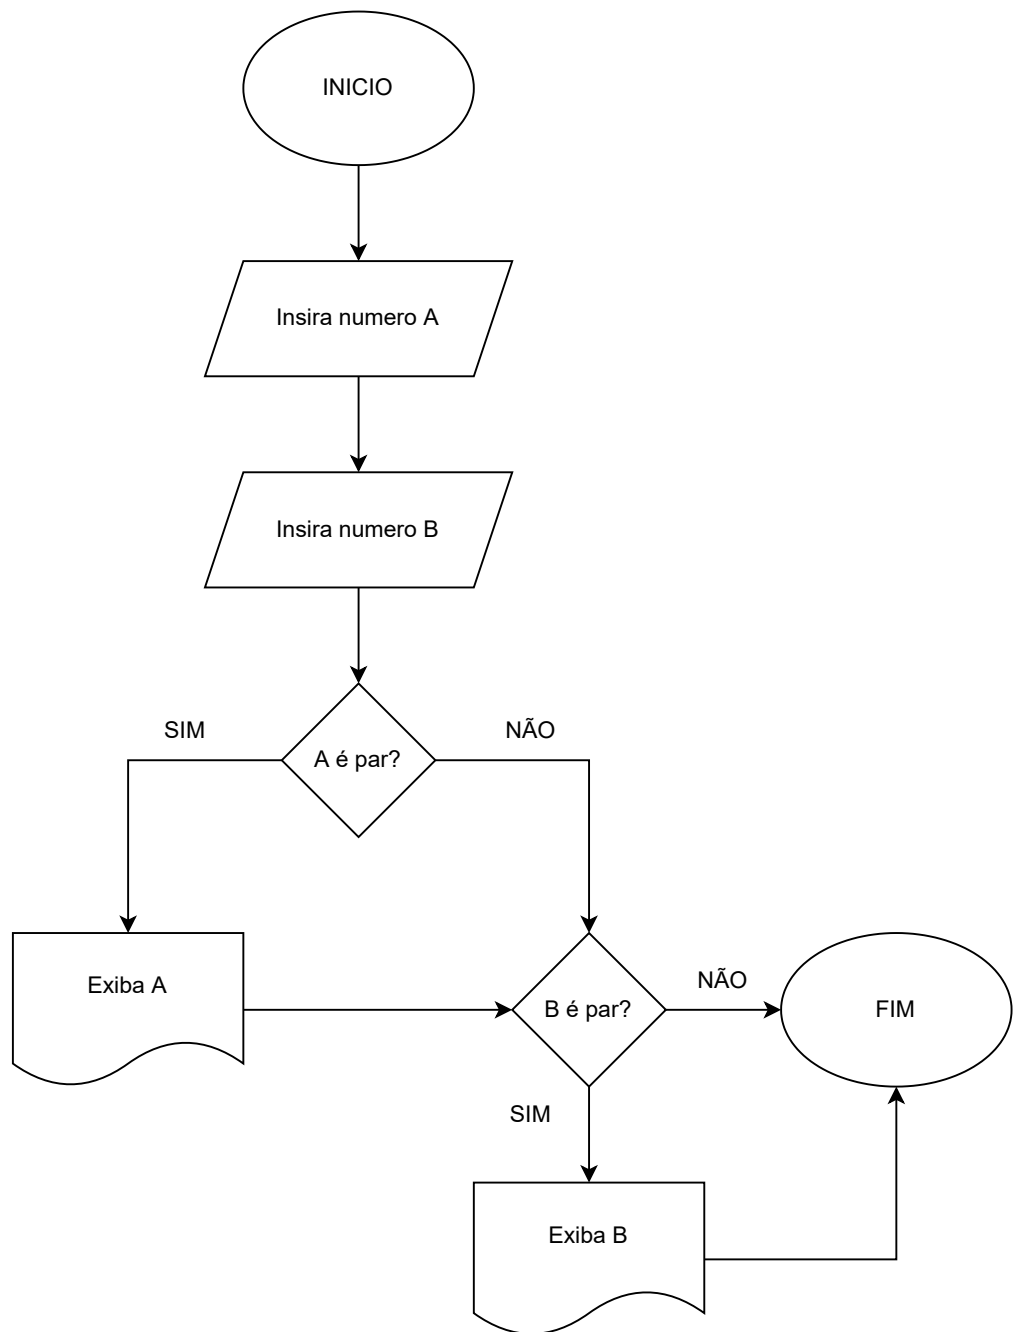 INICIO
Insira numero A
Insira numero B
SIM
NÃO
A é par?
Exiba A
B é par?
NÃO
FIM
SIM
Exiba B